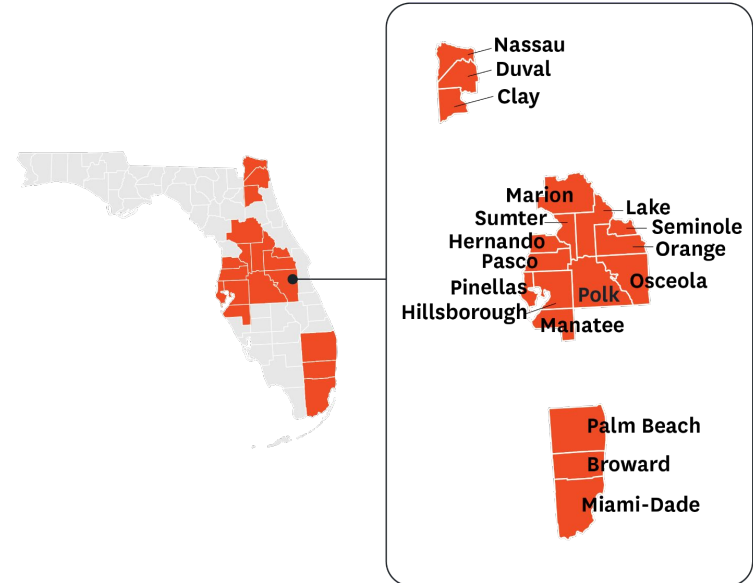 Nassau
Duval
Clay
Marion
Lake
Sumter
Seminole
Hernando
Orange
Pasco
Osceola
Pinellas
Polk
Hillsborough
Manatee
Palm Beach
Broward
Miami-Dade